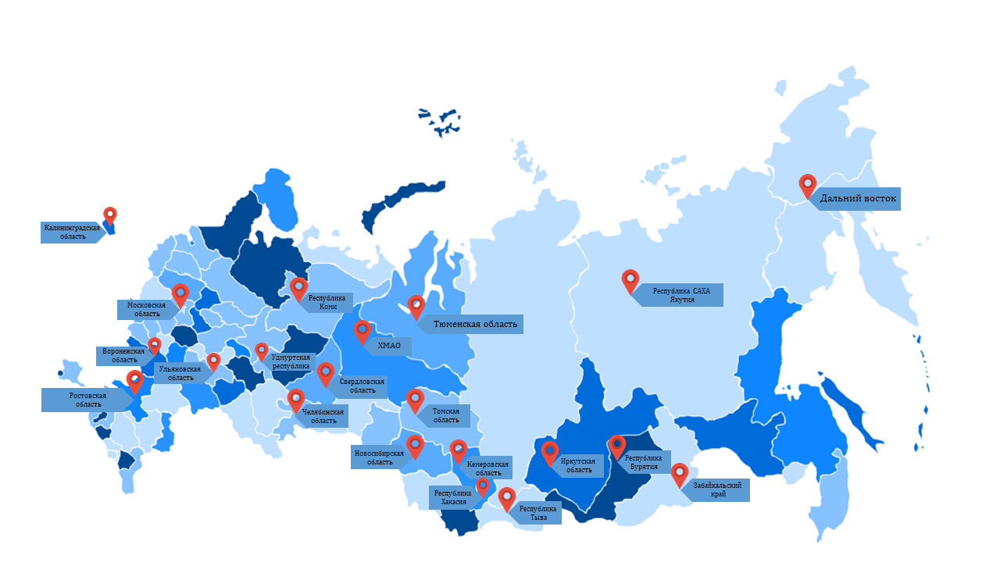 Дальний восток
Калининградская
область
Республика САХА
Якутия
Московская
область
Республика
Коми
Тюменская область
ХМАО
Воронежская
область
Удмуртская
республика
Ульяновская
область
Свердловская
область
Ростовская
область
Челябинская
область
Томская
область
Новосибирская
область
Кемеровская
область
Иркутская
область
Республика
Бурятия
Забайкальский
край
Республика
Хакасия
Республика
Тыва